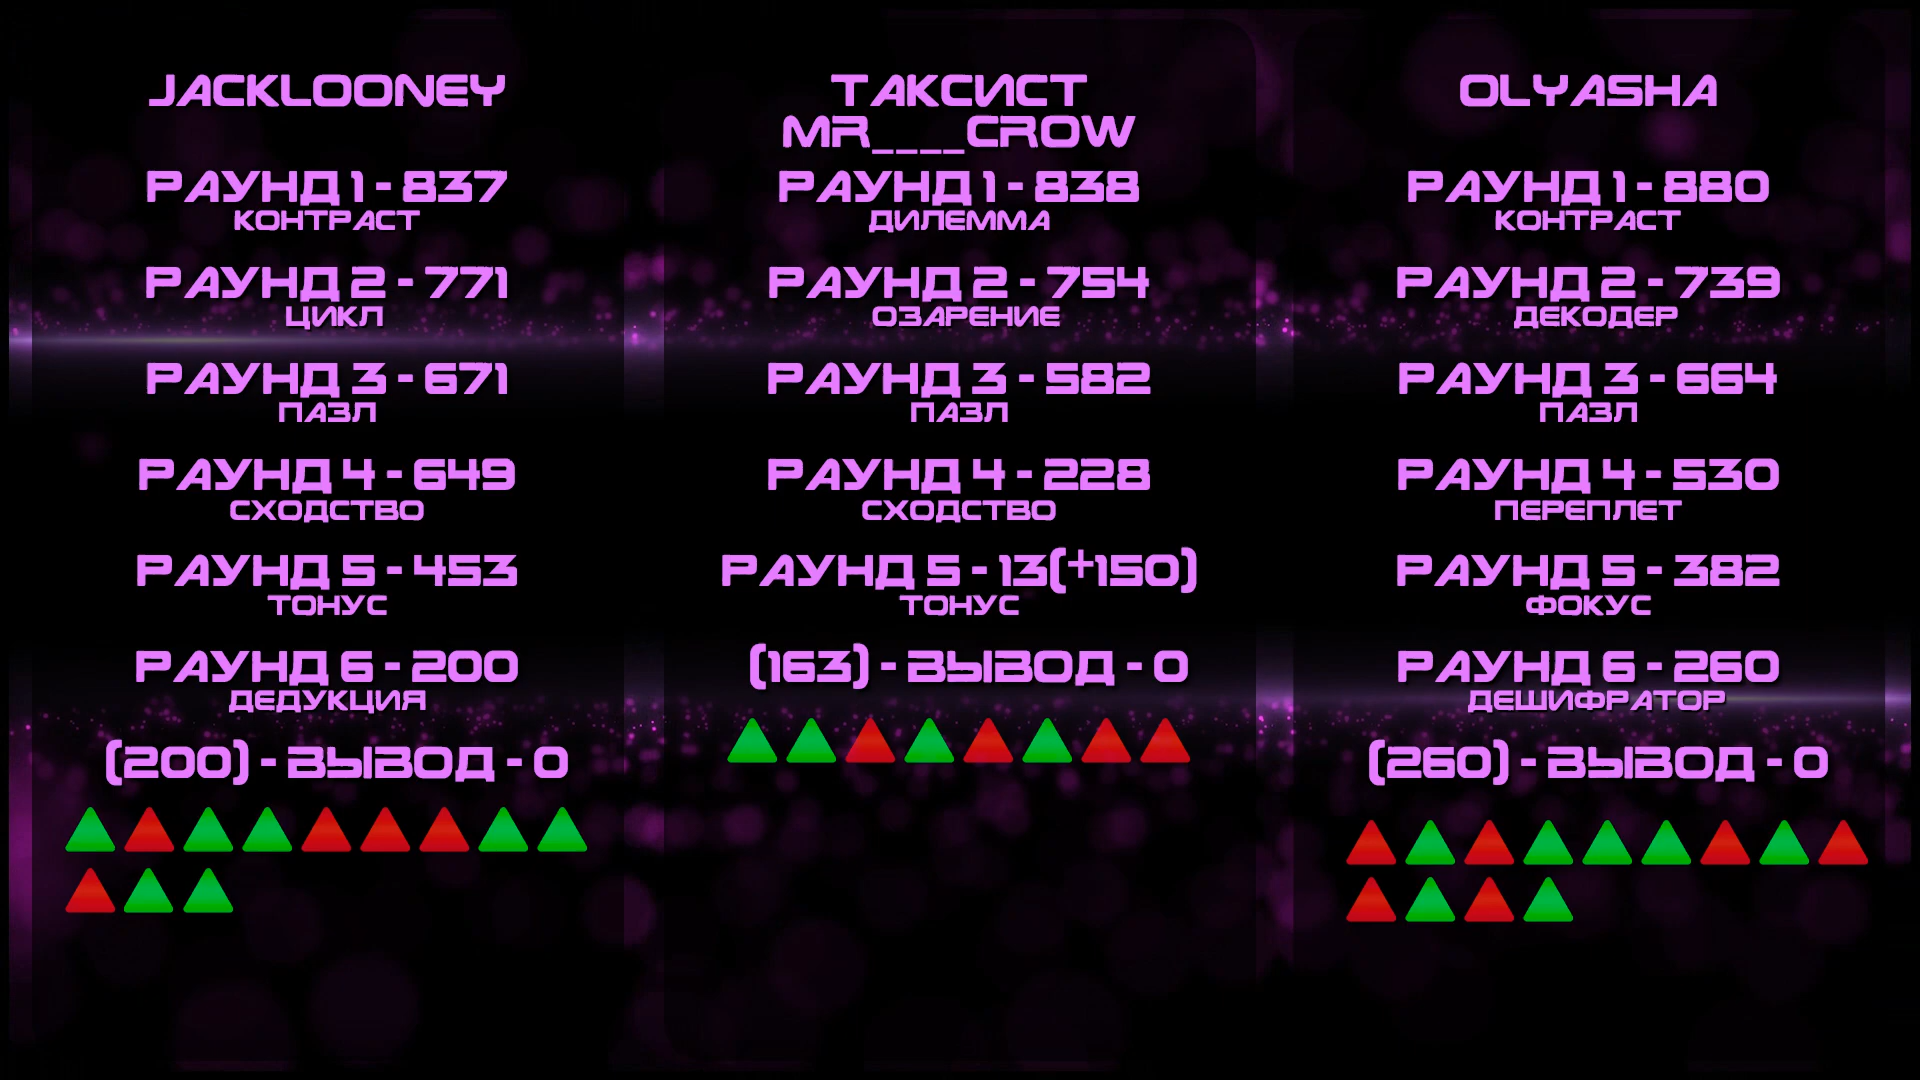 JACKLOONEY
РАУНД 1 - 837
КОНТРАСТ
РАУНД 2 - 771
ЦИКЛ
РАУНД 3 - 671
ПАЗЛ
РАУНД 4 - 649
СХОДСТВО
РАУНД 5 - 453
ТОНУС
РАУНД 6 - 200
ДЕДУКЦИЯ
(200) - ВЫВОД - 0
ТАКСИСТ
MR____CROW
РАУНД 1 - 838
ДИЛЕММА
РАУНД 2 - 754
ОЗАРЕНИЕ
РАУНД 3 - 582
ПАЗЛ
РАУНД 4 - 228
СХОДСТВО
РАУНД 5 - 13(+150)
ТОНУС
(163) - ВЫВОД - 0
OLYASHA
РАУНД 1 - 880
КОНТРАСТ
РАУНД 2 - 739
ДЕКОДЕР
РАУНД 3 - 664
ПАЗЛ
РАУНД 4 - 530
ПЕРЕПЛЕТ
РАУНД 5 - 382
ФОКУС
РАУНД 6 - 260
ДЕШИФРАТОР
(260) - ВЫВОД - 0